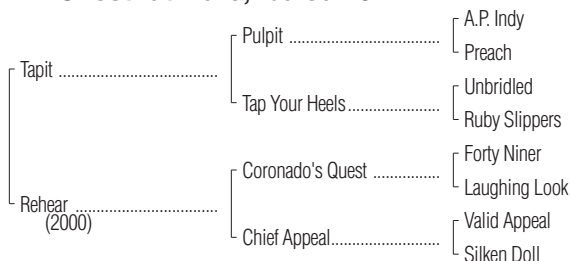 A.P. Indy
Pulpit ........................................
Preach
Tapit ..........................................
Unbridled
Tap Your Heels........................
Ruby Slippers
Forty Niner
Coronado's Quest .................
Laughing Look
Rehear .....................................
(2000)
Valid Appeal
Chief Appeal............................
Silken Doll